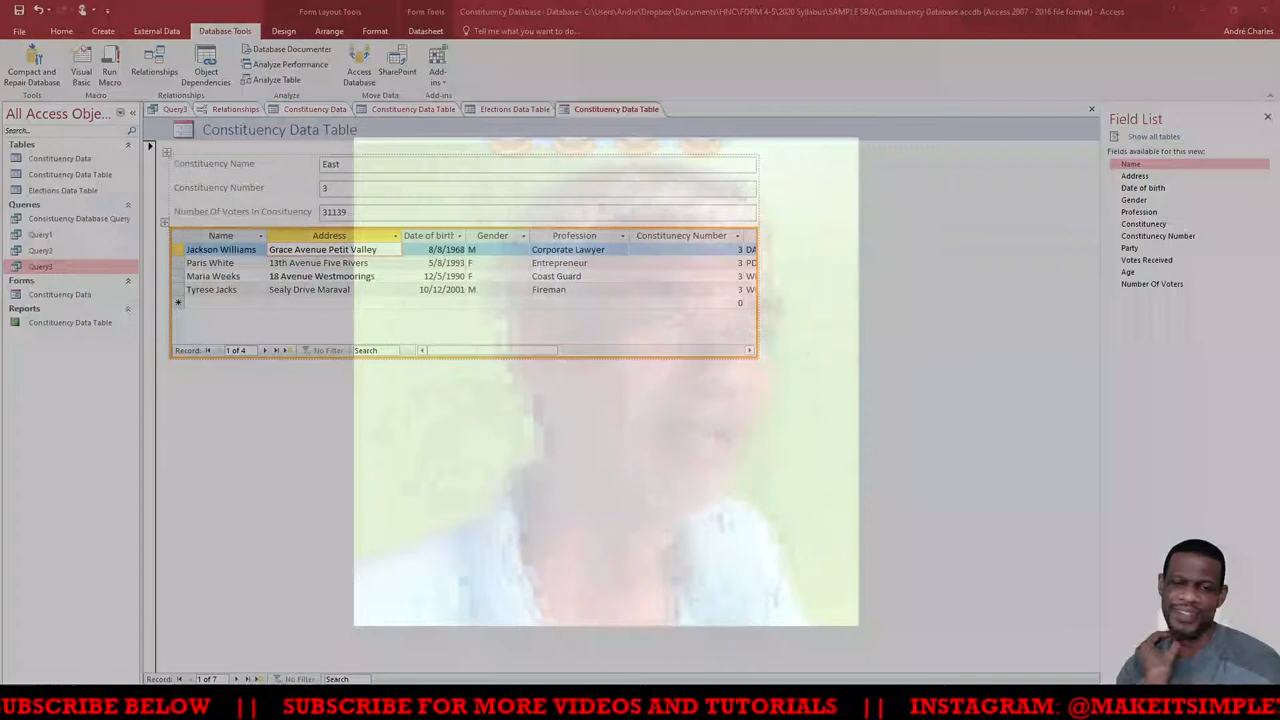 Form Layout Tools
Form Tools
Constituency Database : Database- C:\Users\Andre\Dropbox\Documents\HNC\FORM 4-5\2020 Syllabus\SAMPLE SBA\Constituency Database.accdb (Access 2007 - 2016 file format) - Access
File Home Create External Data Database Tools Design Arrange Format Datasheet Tell me what you want to do... André Charles
Compact and Repair Database
Visual Basic
Run Macro
Relationships
Object Dependencies
Database Documenter
Analyze Performance
Analyze Table
Access Database
SharePoint
Add-ins
Tools Macro Relationships Analyze Move Data Add-ins
All Access Obje...
Search...
Tables
Constituency Data
Constituency Data Table
Elections Data Table
Queries
Consistuency Database Query
Query1
Query2
Query3
Forms
Constituency Data
Reports
Constituency Data Table
Query3 Relationships Constituency Data Constituency Data Table Elections Data Table Constituency Data Table
Constituency Data Table
Constituency Name East
Constituency Number 3
Number Of Voters In Constituency 31139
Name Address Date of birth Gender Profession Constitunecy Number
Jackson Williams Grace Avenue Petit Valley 8/8/1968 M Corporate Lawyer 3 DA
Paris White 13th Avenue Five Rivers 5/8/1993 F Entrepreneur 3 PD
Maria Weeks 18 Avenue Westmoorings 12/5/1990 F Coast Guard 3 W
Tyrese Jacks Sealy Drive Maraval 10/12/2001 M Fireman 3 W
0
Record: 1 of 4 No Filter Search
Record: 1 of 7 No Filter Search
Field List
Show all tables
Fields available for this view:
Name
Address
Date of birth
Gender
Profession
Constitunecy
Constitunecy Number
Party
Votes Received
Age
Number Of Voters
SUBSCRIBE BELOW || SUBSCRIBE FOR MORE VIDEOS AND TUTORIALS || INSTAGRAM: @MAKEITSIMPLE